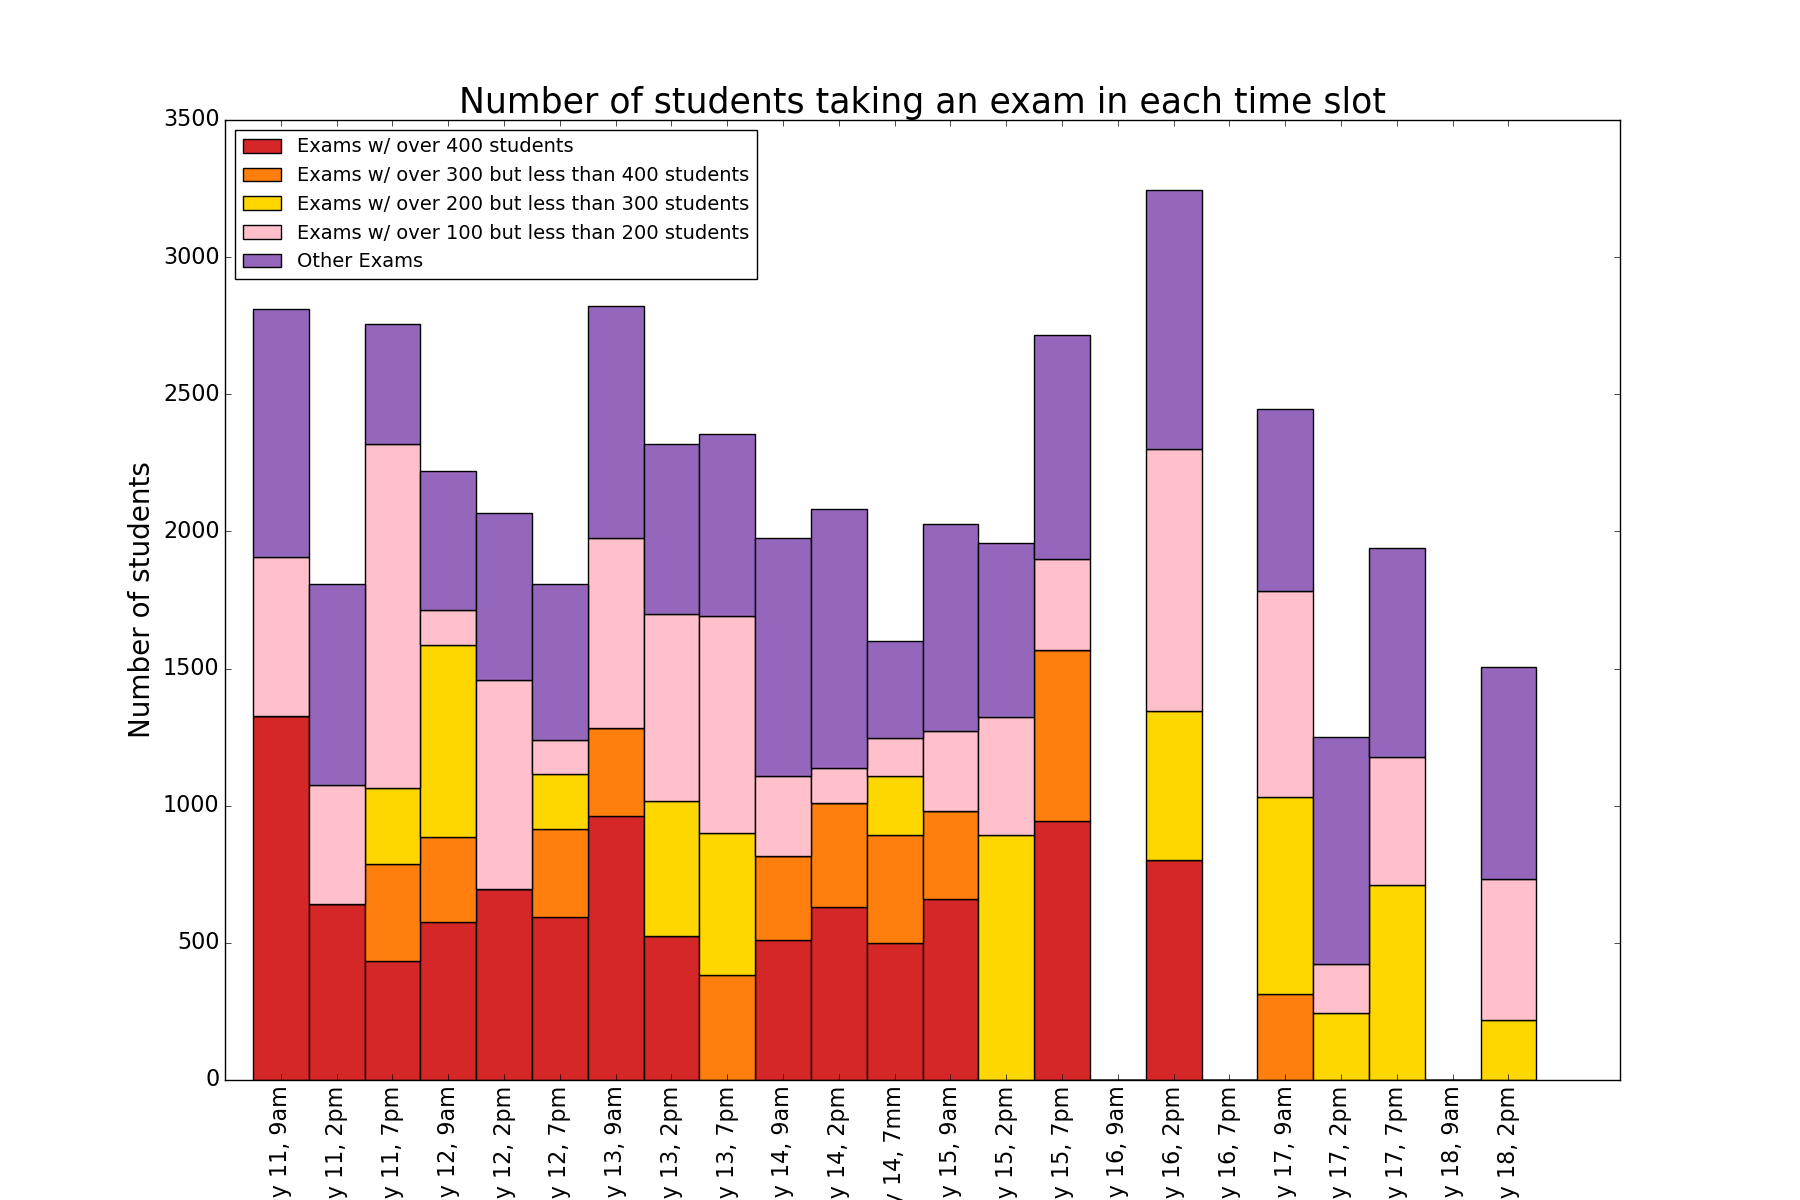 Number of students taking an exam in each time slot
Number of students
3500
3000
2500
2000
1500
1000
500
0
Exams w/ over 400 students
Exams w/ over 300 but less than 400 students
Exams w/ over 200 but less than 300 students
Exams w/ over 100 but less than 200 students
Other Exams
y 11, 9am
y 11, 2pm
y 11, 7pm
y 12, 9am
y 12, 2pm
y 12, 7pm
y 13, 9am
y 13, 2pm
y 13, 7pm
y 14, 9am
y 14, 2pm
y 14, 7mm
y 15, 9am
y 15, 2pm
y 15, 7pm
y 16, 9am
y 16, 2pm
y 16, 7pm
y 17, 9am
y 17, 2pm
y 17, 7pm
y 18, 9am
y 18, 2pm